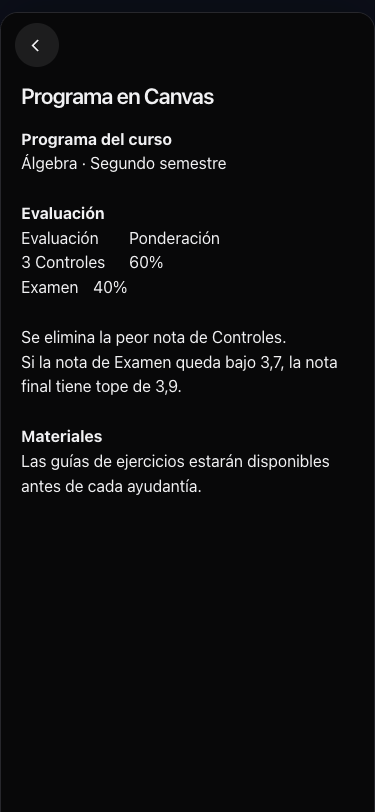 Programa en Canvas
Programa del curso
Álgebra · Segundo semestre
Evaluación
Evaluación Ponderación
3 Controles 60%
Examen 40%
Se elimina la peor nota de Controles.
Si la nota de Examen queda bajo 3,7, la nota
final tiene tope de 3,9.
Materiales
Las guías de ejercicios estarán disponibles
antes de cada ayudantía.